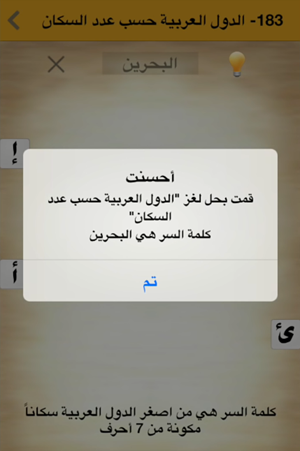 183- الدول العربية حسب عدد السكان
البحرين
إ
أحسنت
قمت بحل لغز "الدول العربية حسب عدد
السكان"
كلمة السر هي البحرين
أ
تم
ئ
كلمة السر هي من اصغر الدول العربية سكاناً
مكونة من 7 أحرف